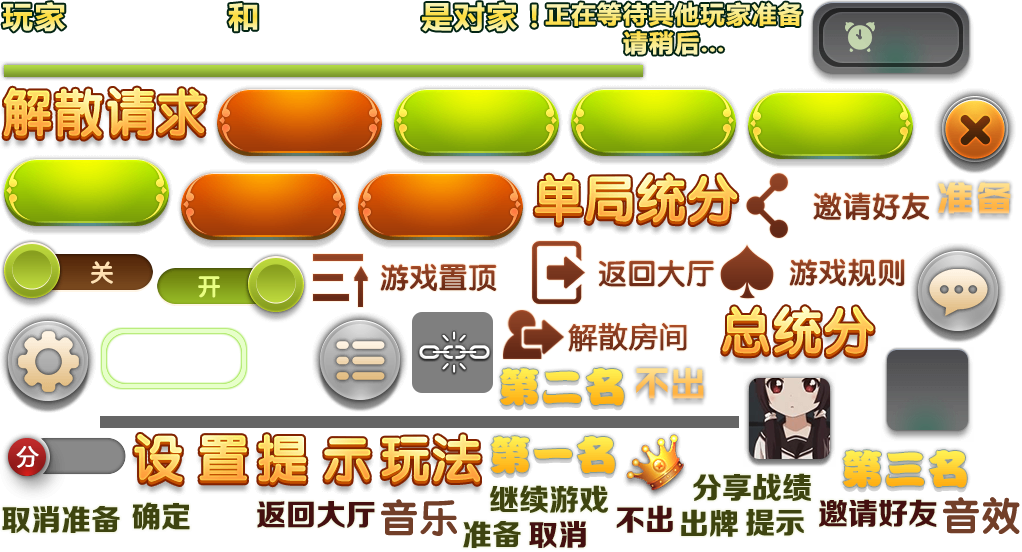 玩家 和 是对家！
正在等待其他玩家准备
请稍后...
解散请求
单局统分
邀请好友
准备
关
开
游戏置顶
返回大厅
游戏规则
解散房间
总统分
第二名
不出
分
设置
提示
玩法
第一名
第三名
取消准备
确定
返回大厅
音乐
继续游戏
准备
取消
不出
分享战绩
出牌
提示
邀请好友
音效